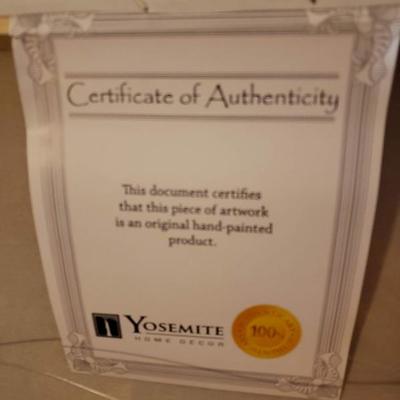 Certificate of Authenticity
This document certifies
that this piece of artwork
is an original hand-painted
product.
YOSEMITE
HOME DECOR
100%